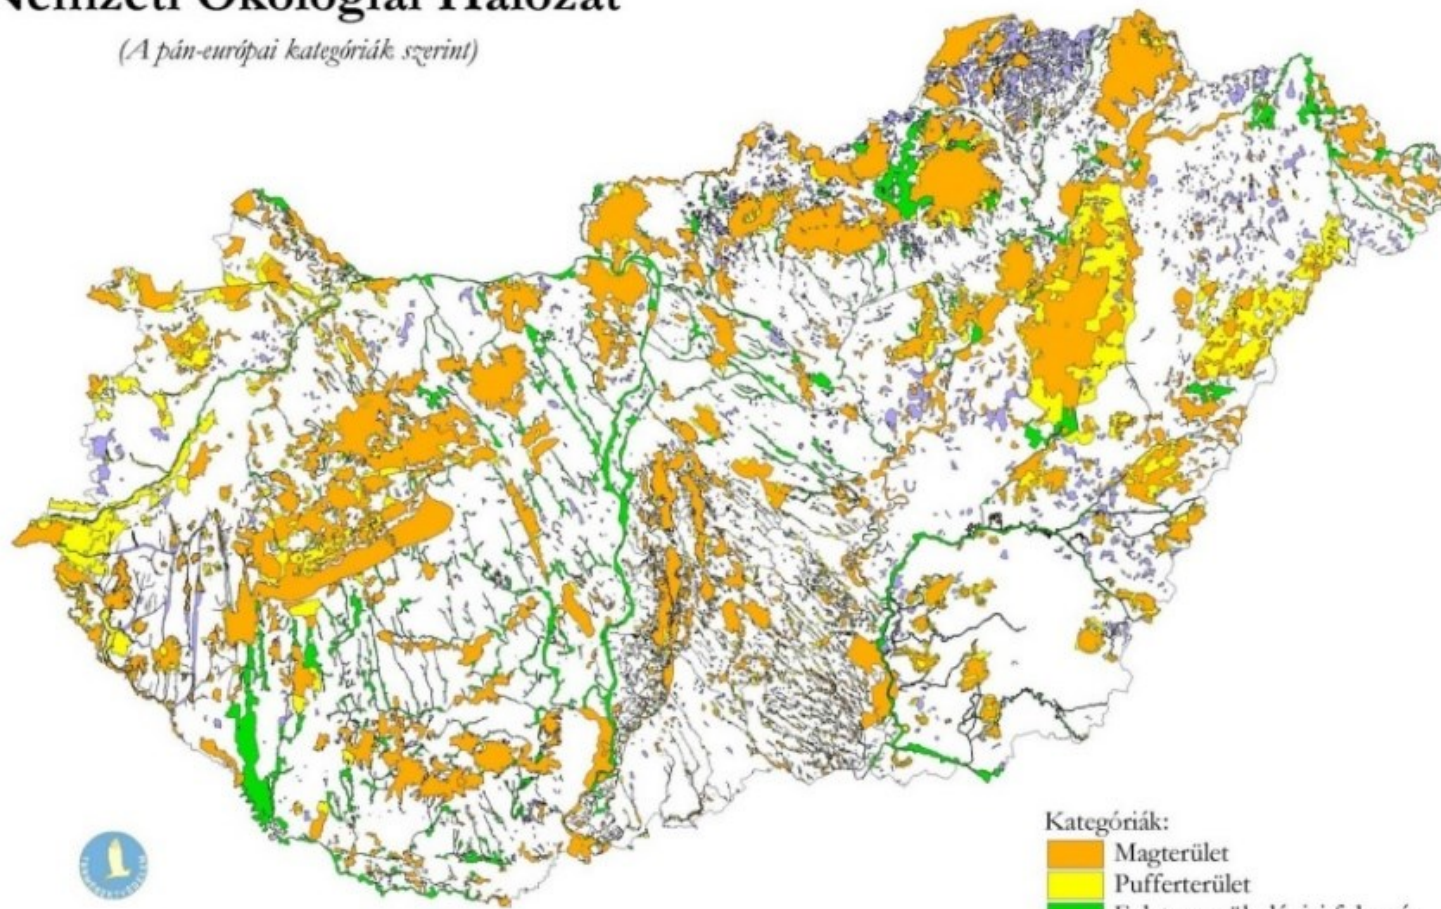 Nemzeti Ökológiai Hálózat
(A pán-európai kategóriák szerint)
Kategóriák:
Magterület
Pufferterület